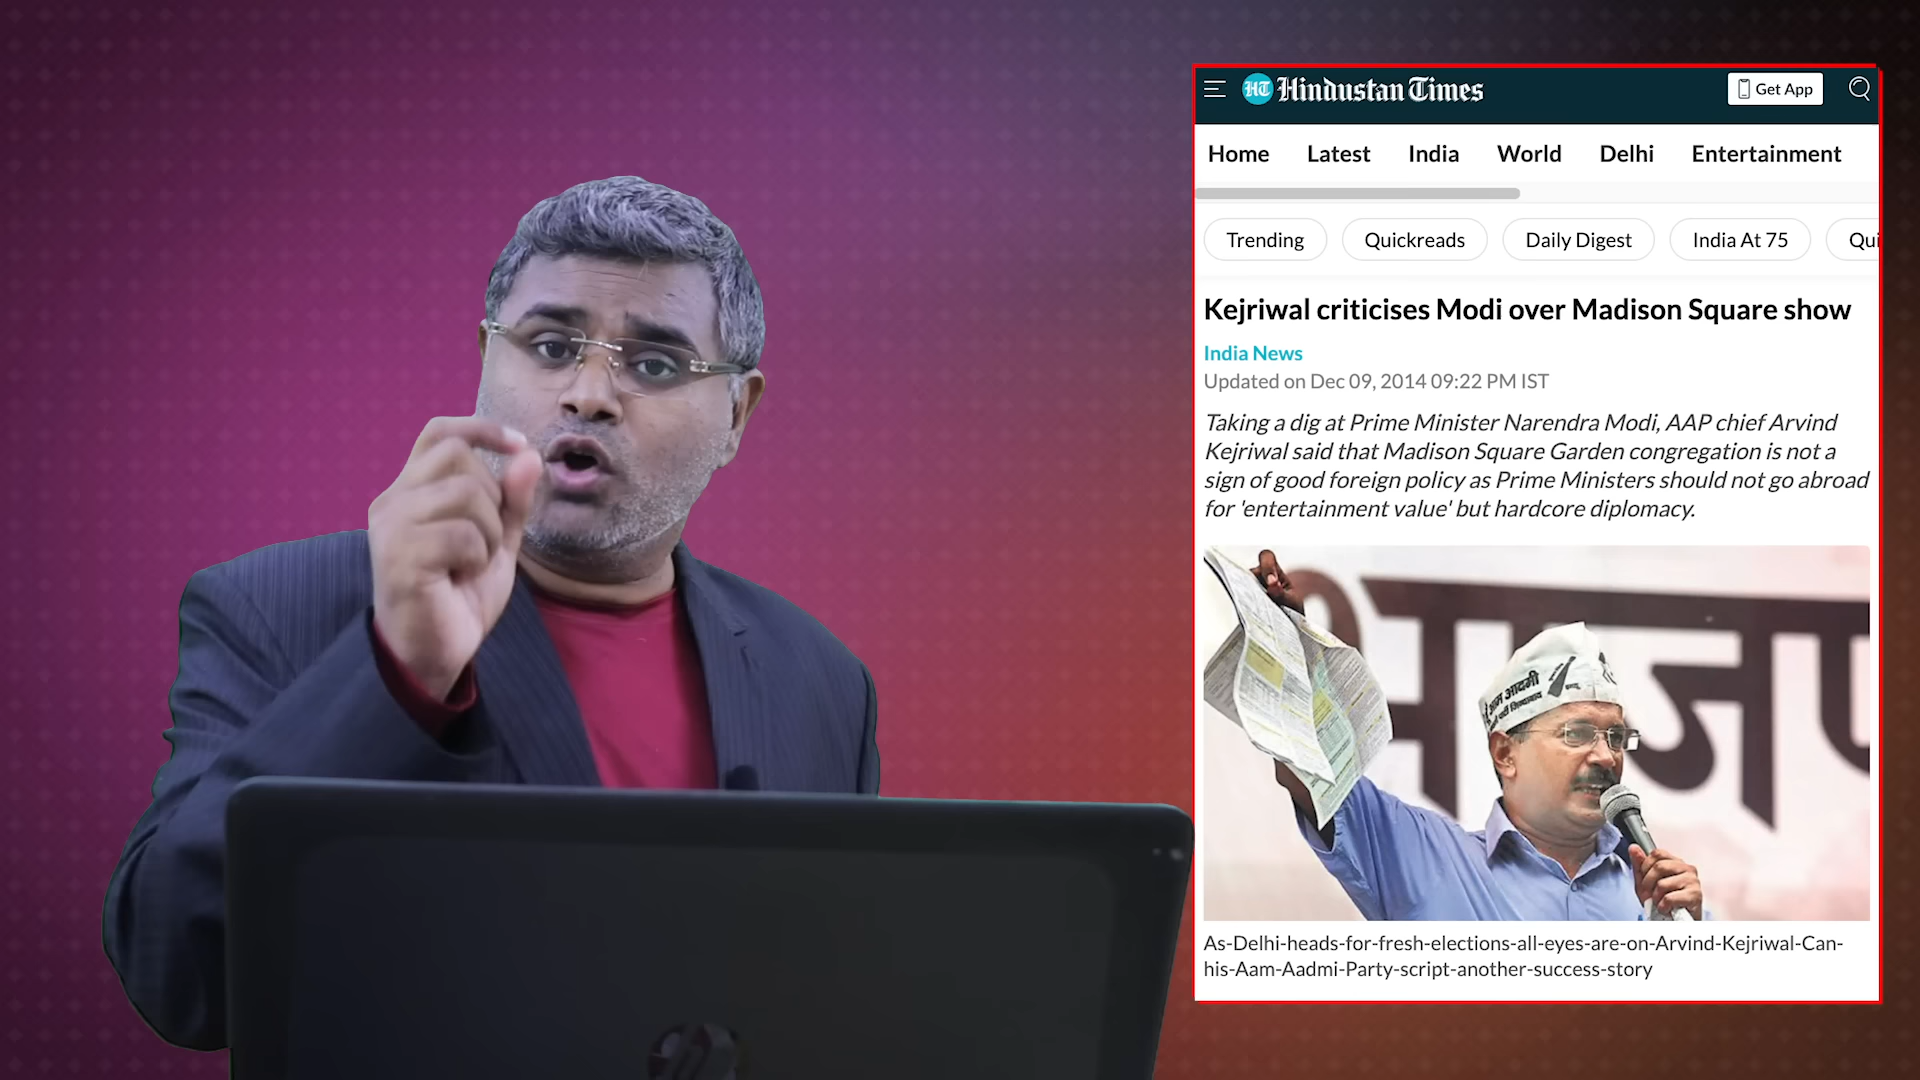 HT Hindustan Times
Get App
Home Latest India World Delhi Entertainment
Trending Quickreads Daily Digest India At 75 Qui
Kejriwal criticises Modi over Madison Square show
India News
Updated on Dec 09, 2014 09:22 PM IST
Taking a dig at Prime Minister Narendra Modi, AAP chief Arvind
Kejriwal said that Madison Square Garden congregation is not a
sign of good foreign policy as Prime Ministers should not go abroad
for 'entertainment value' but hardcore diplomacy.
आम आदमी
As-Delhi-heads-for-fresh-elections-all-eyes-are-on-Arvind-Kejriwal-Can-
his-Aam-Aadmi-Party-script-another-success-story